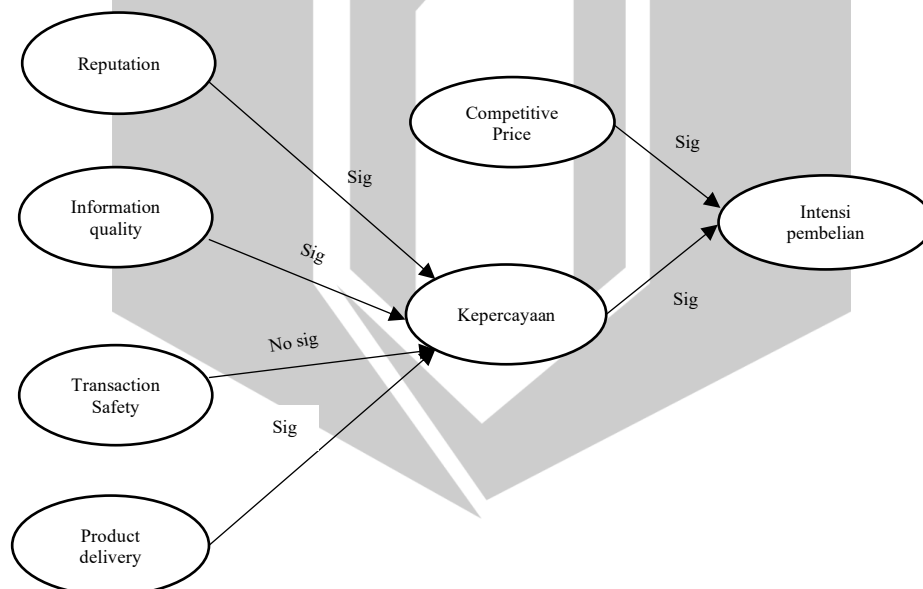 Reputation
Competitive
Price
Sig
Sig
Information
quality
Intensi
pembelian
Sig
Sig
Kepercayaan
No sig
Transaction
Safety
Sig
Product
delivery